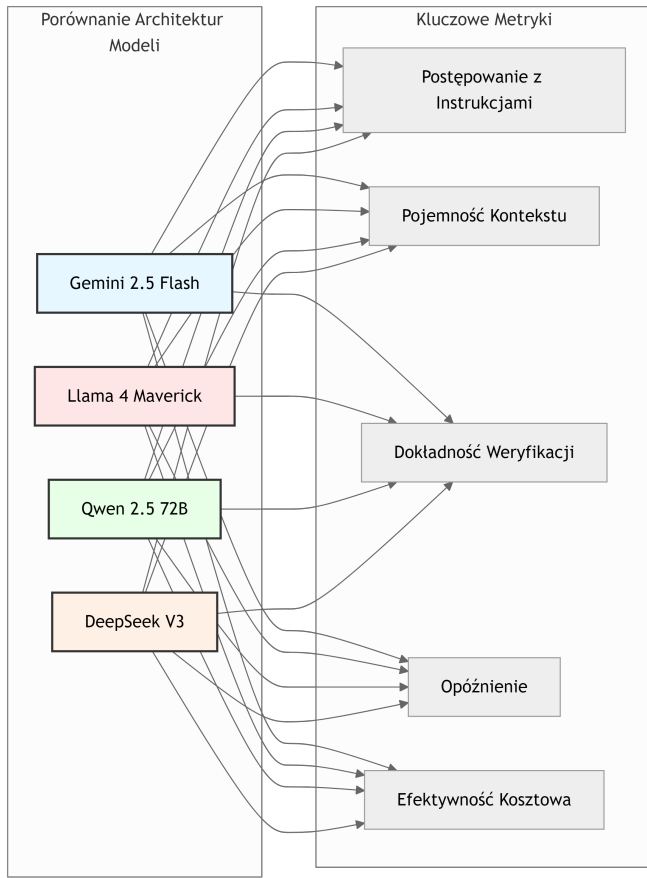 Porównanie Architektur
Modeli
Gemini 2.5 Flash
Llama 4 Maverick
Qwen 2.5 72B
DeepSeek V3
Kluczowe Metryki
Postępowanie z
Instrukcjami
Pojemność Kontekstu
Dokładność Weryfikacji
Opóźnienie
Efektywność Kosztowa